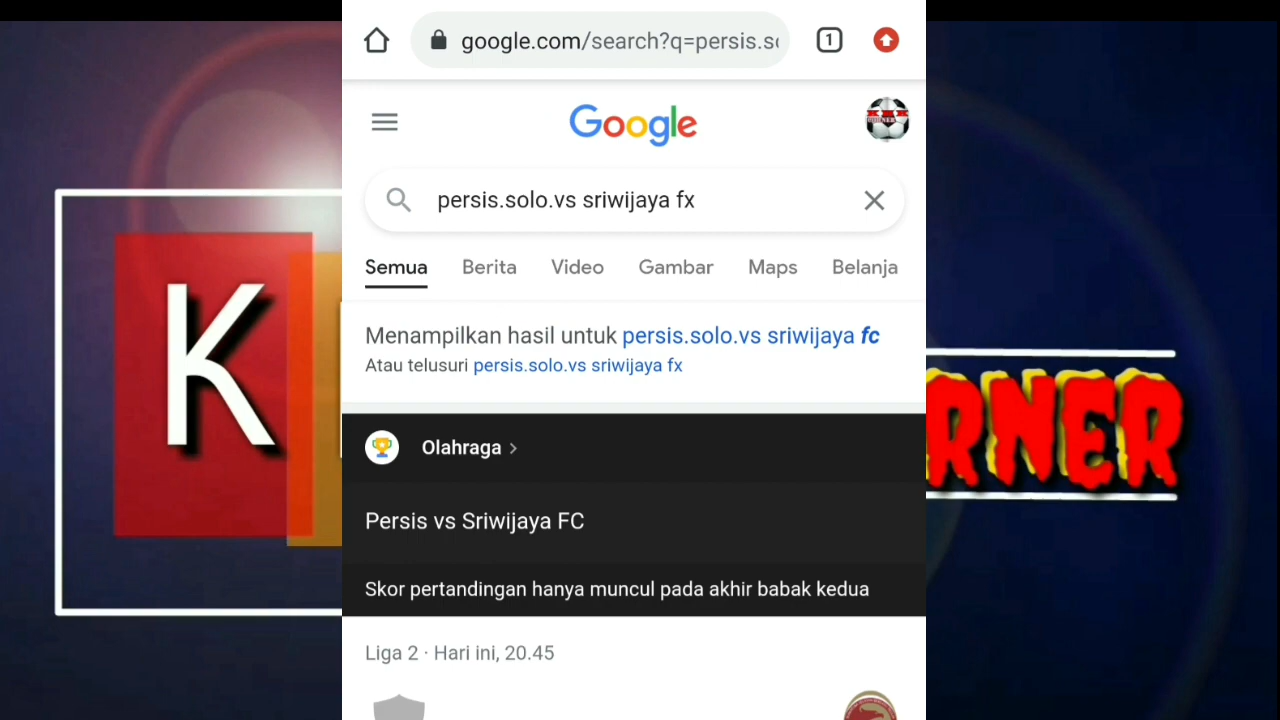 google.com/search?q=persis.so
1
Google
persis.solo.vs sriwijaya fx
Semua Berita Video Gambar Maps Belanja
Menampilkan hasil untuk persis.solo.vs sriwijaya fc
Atau telusuri persis.solo.vs sriwijaya fx
Olahraga
Persis vs Sriwijaya FC
Skor pertandingan hanya muncul pada akhir babak kedua
Liga 2 · Hari ini, 20.45
K
RNER